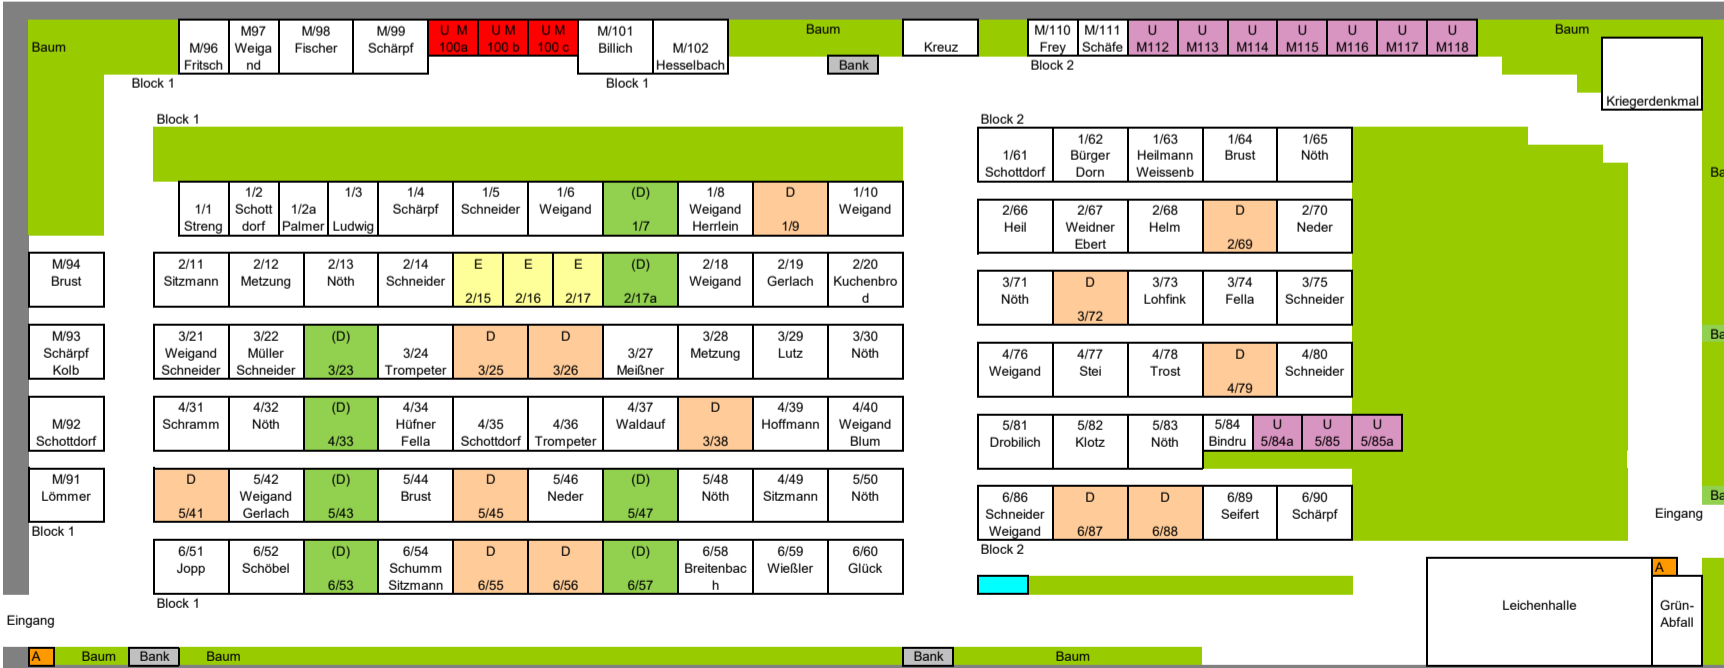 Baum
M/96
Fritsch
M97
Weiga
nd
M/98
Fischer
M/99
Schärpf
U M
100a
U M
100 b
U M
100 c
M/101
Billich
M/102
Hesselbach
Baum
Bank
Kreuz
M/110
Frey
M/111
Schäfe
U
M112
U
M113
U
M114
U
M115
U
M116
U
M117
U
M118
Baum
Kriegerdenkmal
Block 1
Block 1
Block 2
Block 1
1/1
Streng
1/2
Schott
dorf
1/2a
Palmer
1/3
Ludwig
1/4
Schärpf
1/5
Schneider
1/6
Weigand
(D)
1/7
1/8
Weigand
Herrlein
D
1/9
1/10
Weigand
M/94
Brust
2/11
Sitzmann
2/12
Metzung
2/13
Nöth
2/14
Schneider
E
2/15
E
2/16
E
2/17
(D)
2/17a
2/18
Weigand
2/19
Gerlach
2/20
Kuchenbro
d
M/93
Schärpf
Kolb
3/21
Weigand
Schneider
3/22
Müller
Schneider
(D)
3/23
3/24
Trompeter
D
3/25
D
3/26
3/27
Meißner
3/28
Metzung
3/29
Lutz
3/30
Nöth
M/92
Schottdorf
4/31
Schramm
4/32
Nöth
(D)
4/33
4/34
Hüfner
Fella
4/35
Schottdorf
4/36
Trompeter
4/37
Waldauf
D
3/38
4/39
Hoffmann
4/40
Weigand
Blum
M/91
Lömmer
D
5/41
5/42
Weigand
Gerlach
(D)
5/43
5/44
Brust
D
5/45
5/46
Neder
(D)
5/47
5/48
Nöth
4/49
Sitzmann
5/50
Nöth
Block 1
6/51
Jopp
6/52
Schöbel
(D)
6/53
6/54
Schumm
Sitzmann
D
6/55
D
6/56
(D)
6/57
6/58
Breitenbac
h
6/59
Wießler
6/60
Glück
Block 1
Block 2
1/61
Schottdorf
1/62
Bürger
Dorn
1/63
Heilmann
Weissenb
1/64
Brust
1/65
Nöth
Ba
2/66
Heil
2/67
Weidner
Ebert
2/68
Helm
D
2/69
2/70
Neder
3/71
Nöth
D
3/72
3/73
Lohfink
3/74
Fella
3/75
Schneider
Ba
4/76
Weigand
4/77
Stei
4/78
Trost
D
4/79
4/80
Schneider
5/81
Drobilich
5/82
Klotz
5/83
Nöth
5/84
Bindru
U
5/84a
U
5/85
U
5/85a
Ba
6/86
Schneider
Weigand
D
6/87
D
6/88
6/89
Seifert
6/90
Schärpf
Eingang
Block 2
Leichenhalle
A
Grün-
Abfall
Eingang
A
Baum
Bank
Baum
Bank
Baum